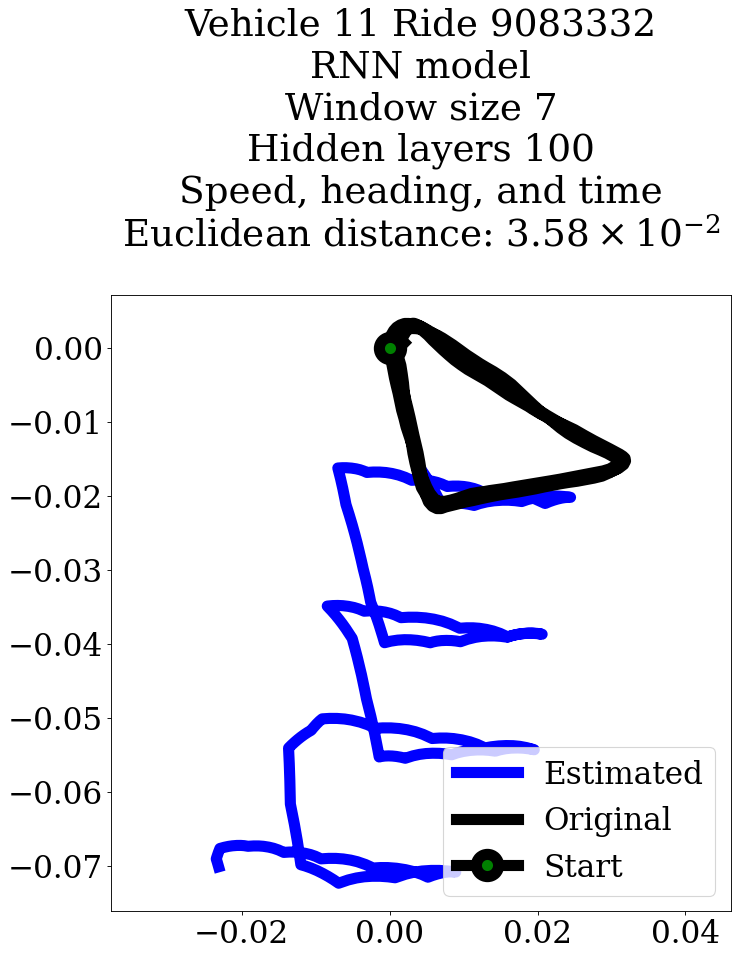 Vehicle 11 Ride 9083332
RNN model
Window size 7
Hidden layers 100
Speed, heading, and time
Euclidean distance: 3.58 × 10⁻²
0.00
−0.01
−0.02
−0.03
−0.04
−0.05
−0.06
−0.07
Estimated
Original
Start
−0.02 0.00 0.02 0.04